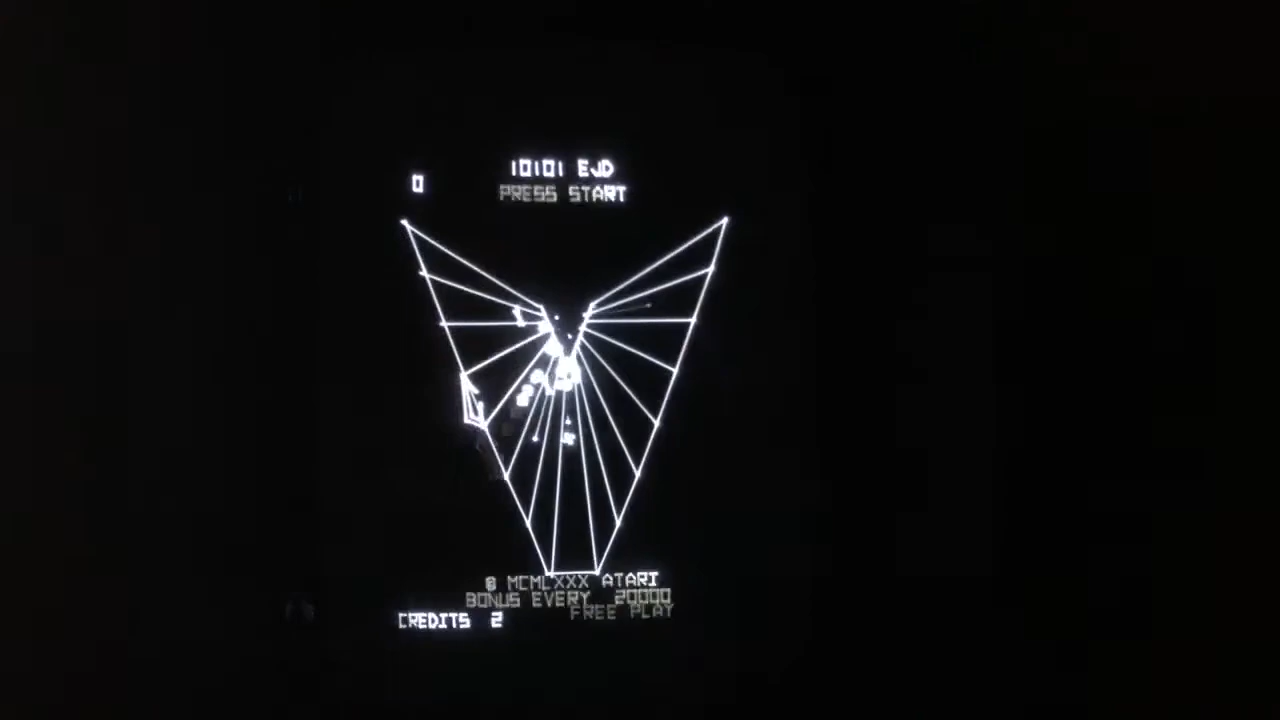 10101 EJD
0
PRESS START
© MCMLXXX ATARI
BONUS EVERY 20000
FREE PLAY
CREDITS 2